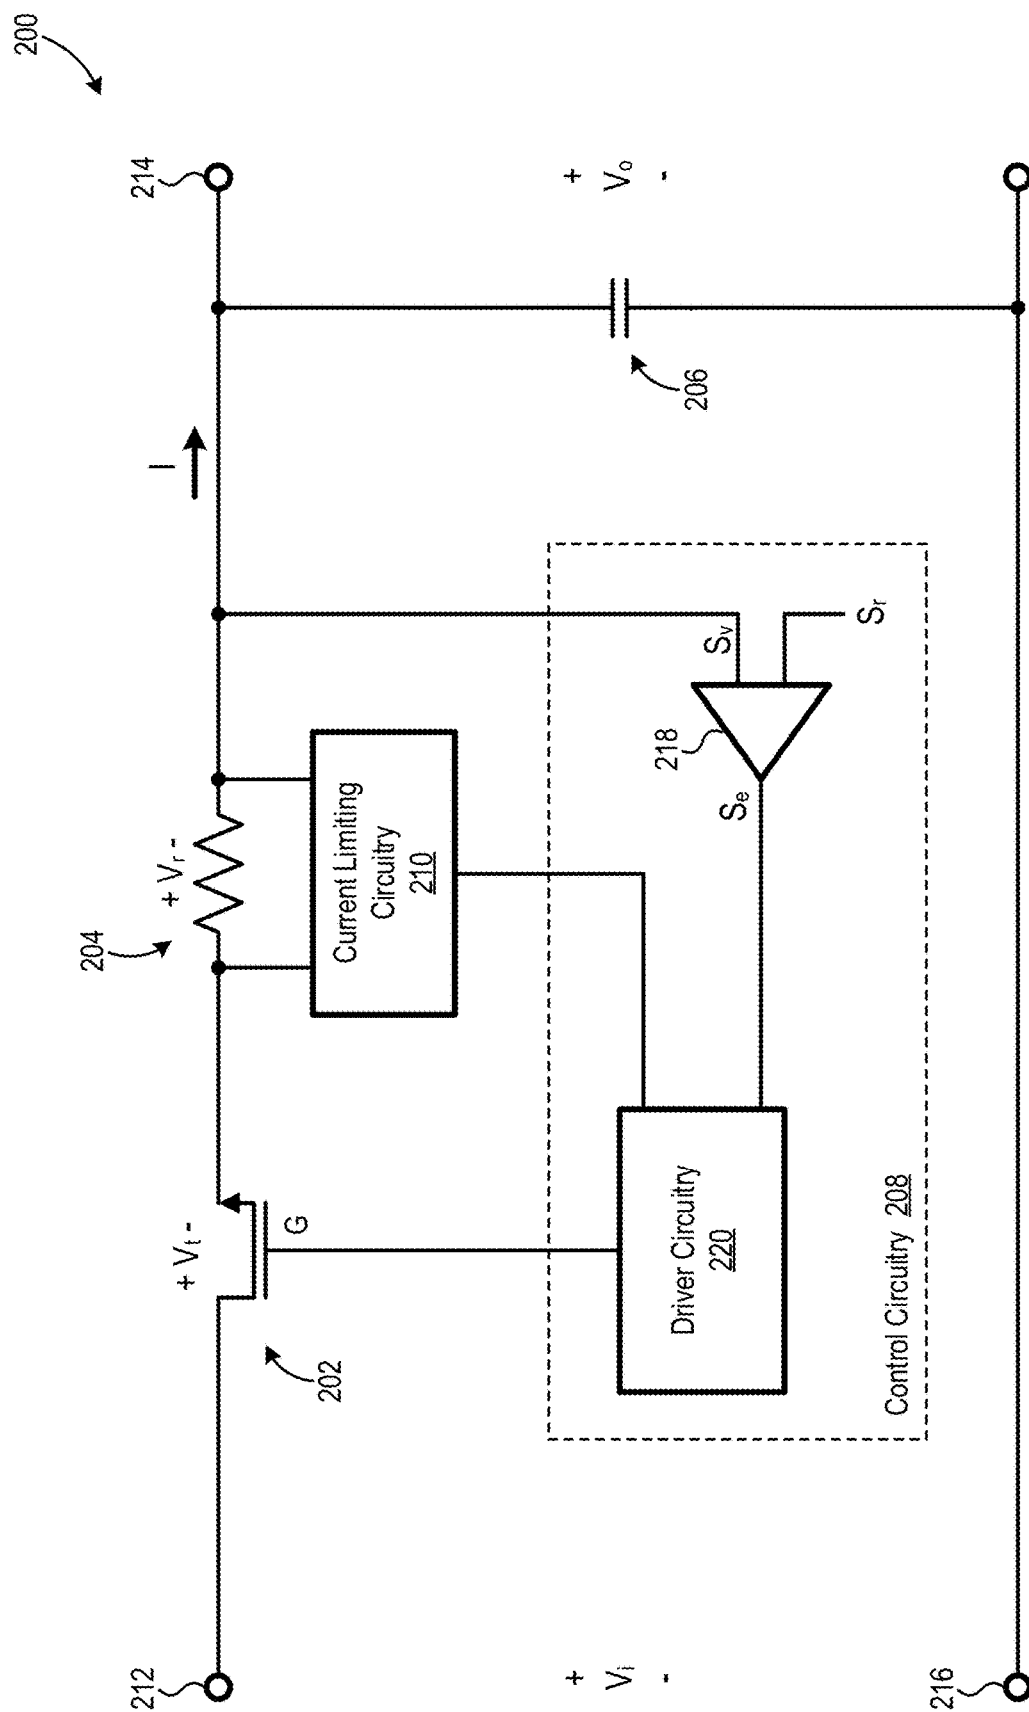 200
212
+ Vt -
202
G
204
+ Vr -
I
214
Current Limiting
Circuitry
210
+
Vi
-
206
+
Vo
-
Driver Circuitry
220
218
Sv
Se
Sr
Control Circuitry 208
216